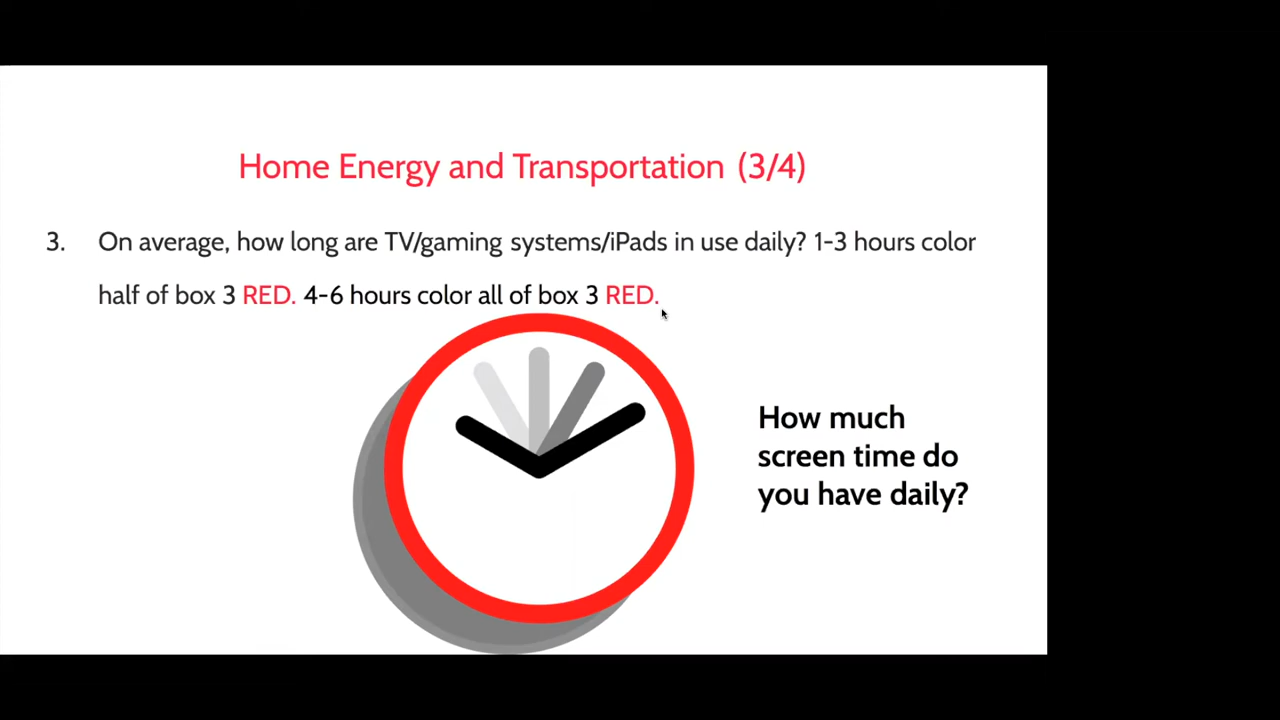 Home Energy and Transportation (3/4)
3. On average, how long are TV/gaming systems/iPads in use daily? 1-3 hours color
half of box 3 RED. 4-6 hours color all of box 3 RED.
How much
screen time do
you have daily?